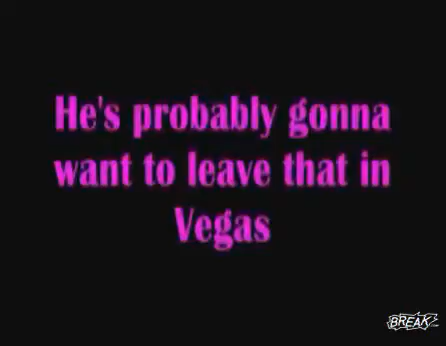 He's probably gonna
want to leave that in
Vegas
BREAK